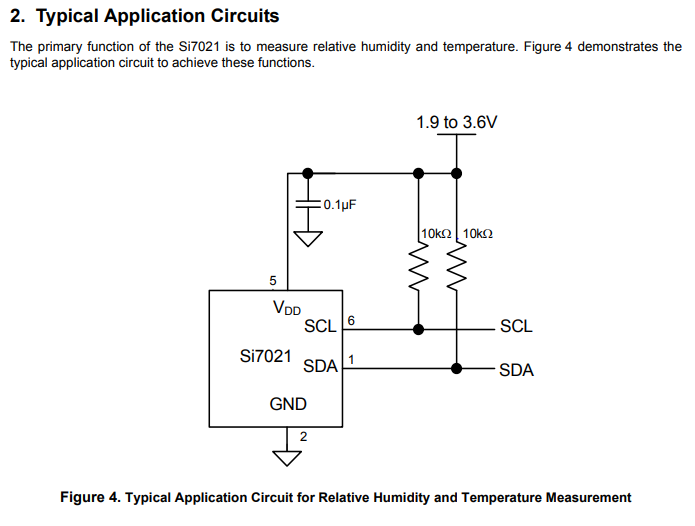 2. Typical Application Circuits
The primary function of the Si7021 is to measure relative humidity and temperature. Figure 4 demonstrates the
typical application circuit to achieve these functions.
1.9 to 3.6V
0.1µF
10kΩ 10kΩ
5
VDD
SCL 6 SCL
Si7021
SDA 1 SDA
GND
2
Figure 4. Typical Application Circuit for Relative Humidity and Temperature Measurement